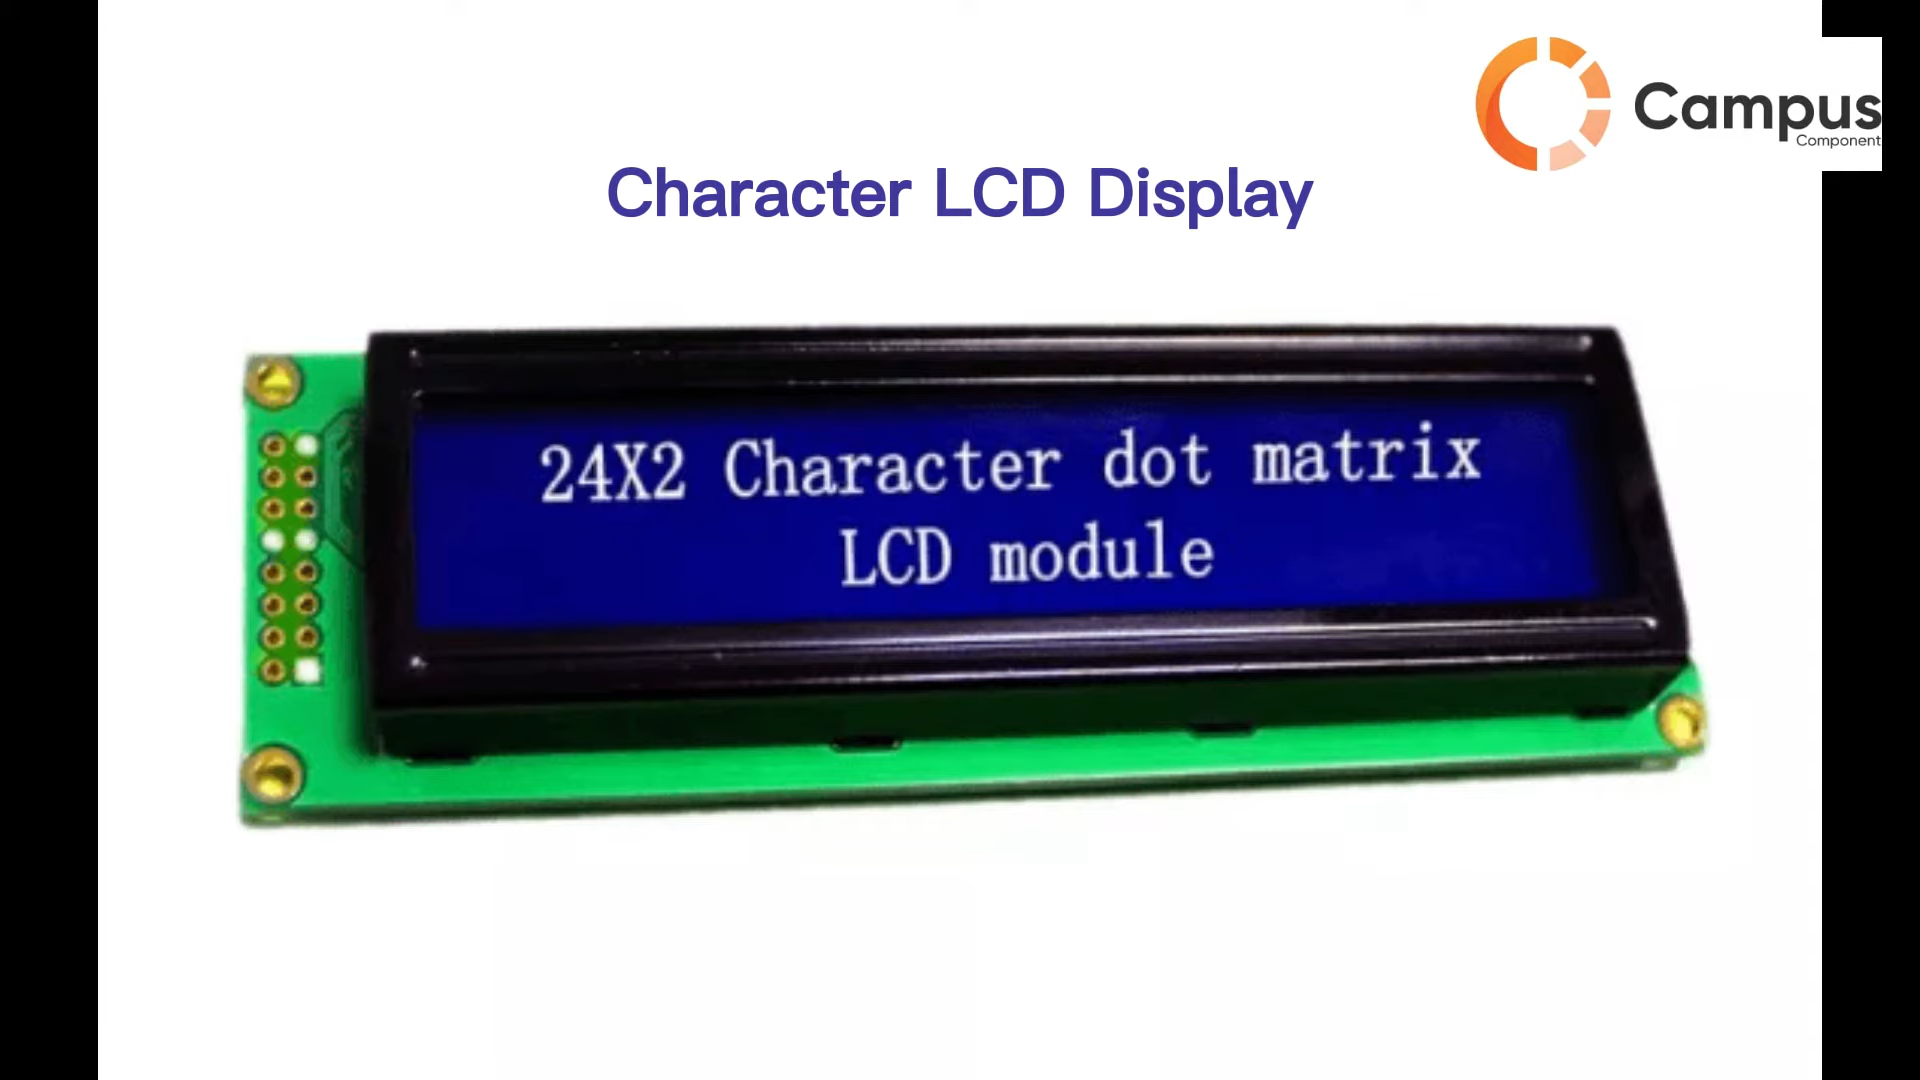 Campus
Component
Character LCD Display
24X2 Character dot matrix
LCD module